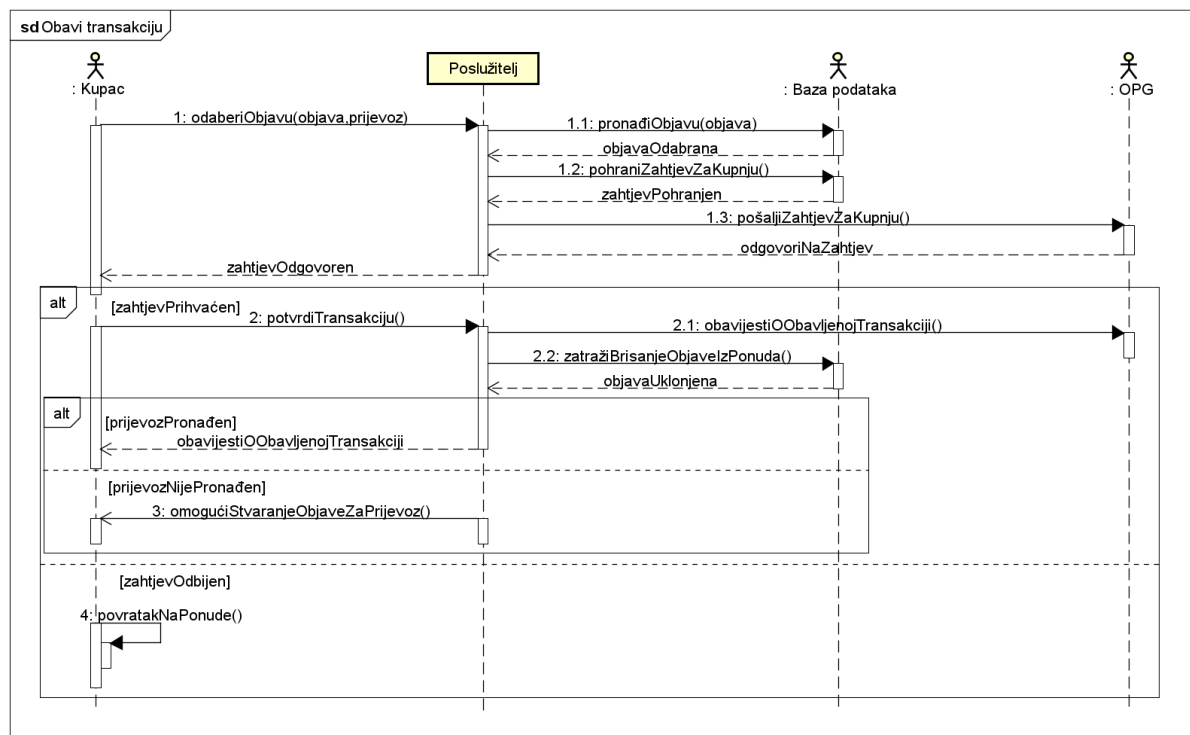 sd Obavi transakciju
: Kupac
Poslužitelj
: Baza podataka
: OPG
1: odaberiObjavu(objava,prijevoz)
1.1: pronađiObjavu(objava)
objavaOdabrana
1.2: pohraniZahtjevZaKupnju()
zahtjevPohranjen
1.3: pošaljiZahtjevZaKupnju()
odgovoriNaZahtjev
zahtjevOdgovoren
alt
[zahtjevPrihvaćen]
2: potvrdiTransakciju()
2.1: obavijestiOObavljenojTransakciji()
2.2: zatražiBrisanjeObjaveIzPonuda()
objavaUklonjena
alt
[prijevozPronađen]
obavijestiOObavljenojTransakciji
[prijevozNijePronađen]
3: omogućiStvaranjeObjaveZaPrijevoz()
[zahtjevOdbijen]
4: povratakNaPonude()